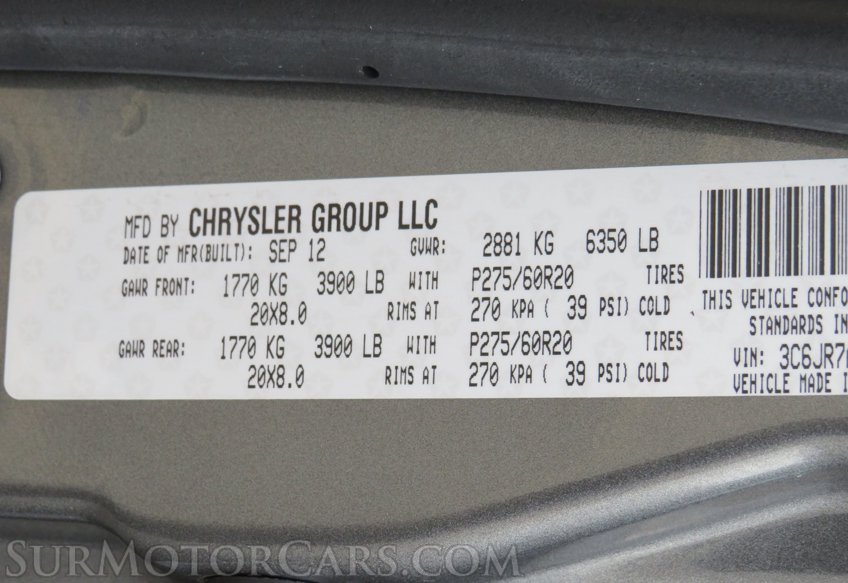 MFD BY CHRYSLER GROUP LLC
DATE OF MFR(BUILT): SEP 12 GVWR: 2881 KG 6350 LB
GAWR FRONT: 1770 KG 3900 LB WITH P275/60R20 TIRES
20X8.0 RIMS AT 270 KPA ( 39 PSI) COLD
GAWR REAR: 1770 KG 3900 LB WITH P275/60R20 TIRES
20X8.0 RIMS AT 270 KPA ( 39 PSI) COLD
THIS VEHICLE CONFO
STANDARDS IN
VIN: 3C6JR7
VEHICLE MADE I
SURMOTORCARS.COM